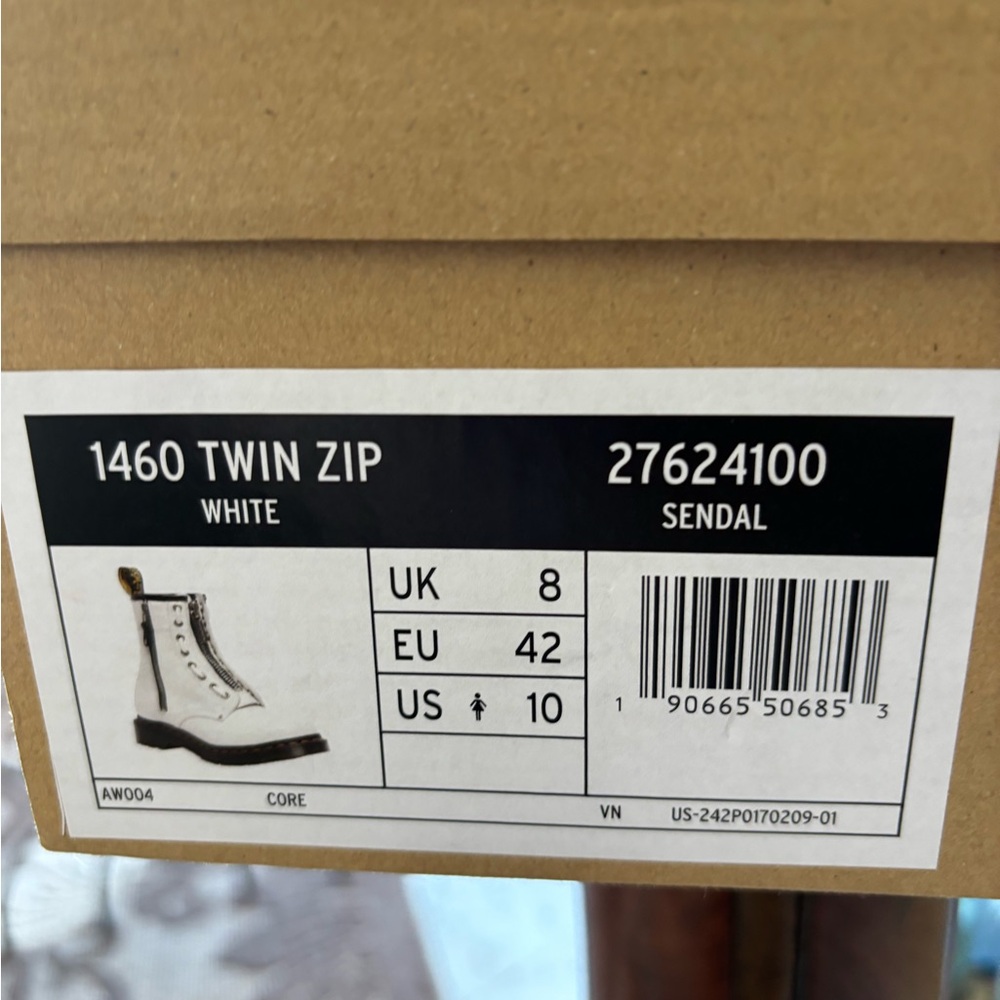 1460 TWIN ZIP
WHITE
27624100
SENDAL
UK 8
EU 42
US 10
1 90665 50685 3
AW004
CORE
VN
US-242P0170209-01